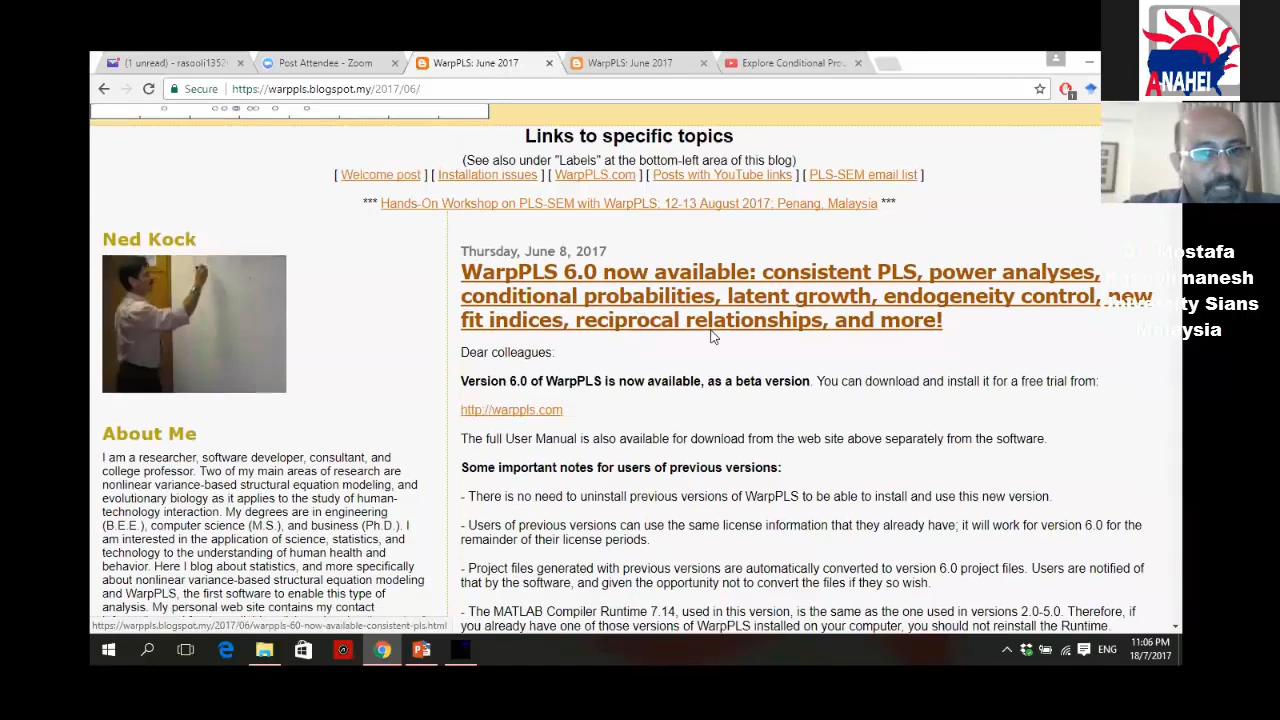 (1 unread) - rasooli1352
Post Attendee - Zoom
WarpPLS: June 2017
WarpPLS: June 2017
Explore Conditional Pro
Secure
https://warppls.blogspot.my/2017/06/
1
ANAHEI
Links to specific topics
(See also under "Labels" at the bottom-left area of this blog)
[ Welcome post ] [ Installation issues ] [ WarpPLS.com ] [ Posts with YouTube links ] [ PLS-SEM email list ]
*** Hands-On Workshop on PLS-SEM with WarpPLS; 12-13 August 2017; Penang, Malaysia ***
Ned Kock
Thursday, June 8, 2017
WarpPLS 6.0 now available: consistent PLS, power analyses,
conditional probabilities, latent growth, endogeneity control, new
fit indices, reciprocal relationships, and more!
Mostafa
University Sians
Malaysia
Dear colleagues:
Version 6.0 of WarpPLS is now available, as a beta version. You can download and install it for a free trial from:
http://warppls.com
The full User Manual is also available for download from the web site above separately from the software.
Some important notes for users of previous versions:
- There is no need to uninstall previous versions of WarpPLS to be able to install and use this new version.
- Users of previous versions can use the same license information that they already have; it will work for version 6.0 for the
remainder of their license periods.
- Project files generated with previous versions are automatically converted to version 6.0 project files. Users are notified of
that by the software, and given the opportunity not to convert the files if they so wish.
- The MATLAB Compiler Runtime 7.14, used in this version, is the same as the one used in versions 2.0-5.0. Therefore, if
you already have one of those versions of WarpPLS installed on your computer, you should not reinstall the Runtime.
About Me
I am a researcher, software developer, consultant, and
college professor. Two of my main areas of research are
nonlinear variance-based structural equation modeling, and
evolutionary biology as it applies to the study of human-
technology interaction. My degrees are in engineering
(B.E.E.), computer science (M.S.), and business (Ph.D.). I
am interested in the application of science, statistics, and
technology to the understanding of human health and
behavior. Here I blog about statistics, and more specifically
about nonlinear variance-based structural equation modeling
and WarpPLS, the first software to enable this type of
analysis. My personal web site contains my contact
https://warppls.blogspot.my/2017/06/warppls-60-now-available-consistent-pls.html
ENG
11:06 PM
18/7/2017